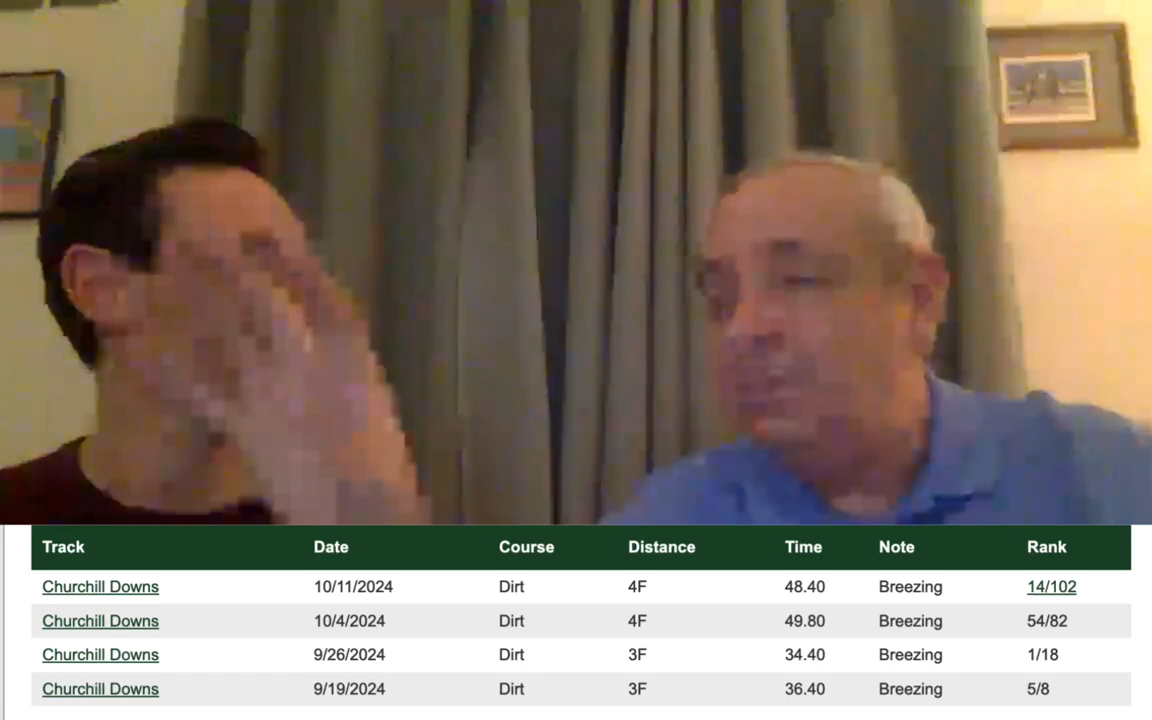 Track Date Course Distance Time Note Rank
Churchill Downs 10/11/2024 Dirt 4F 48.40 Breezing 14/102
Churchill Downs 10/4/2024 Dirt 4F 49.80 Breezing 54/82
Churchill Downs 9/26/2024 Dirt 3F 34.40 Breezing 1/18
Churchill Downs 9/19/2024 Dirt 3F 36.40 Breezing 5/8